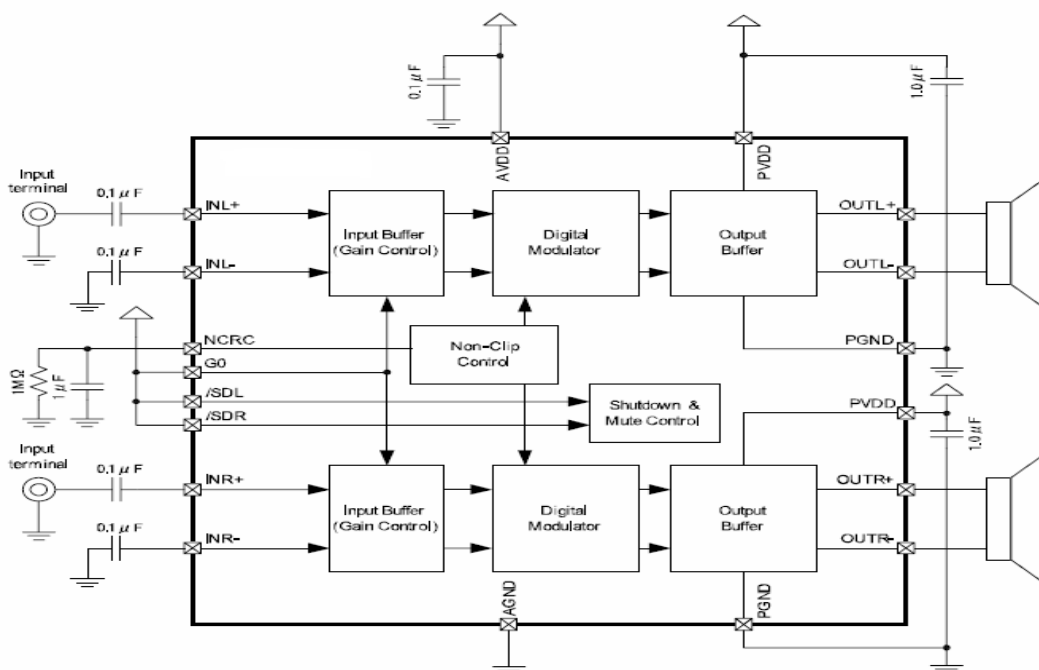 0.1 μF
1.0 μF
AVDD
PVDD
Input
terminal
0.1 μF
INL+
Input Buffer
(Gain Control)
Digital
Modulator
Output
Buffer
OUTL+
0.1 μF
INL-
OUTL-
NCRC
Non-Clip
Control
PGND
G0
1MΩ
1 μF
/SDL
/SDR
Shutdown &
Mute Control
PVDD
1.0 μF
Input
terminal
0.1 μF
INR+
Input Buffer
(Gain Control)
Digital
Modulator
Output
Buffer
OUTR+
0.1 μF
INR-
OUTR-
AGND
PGND